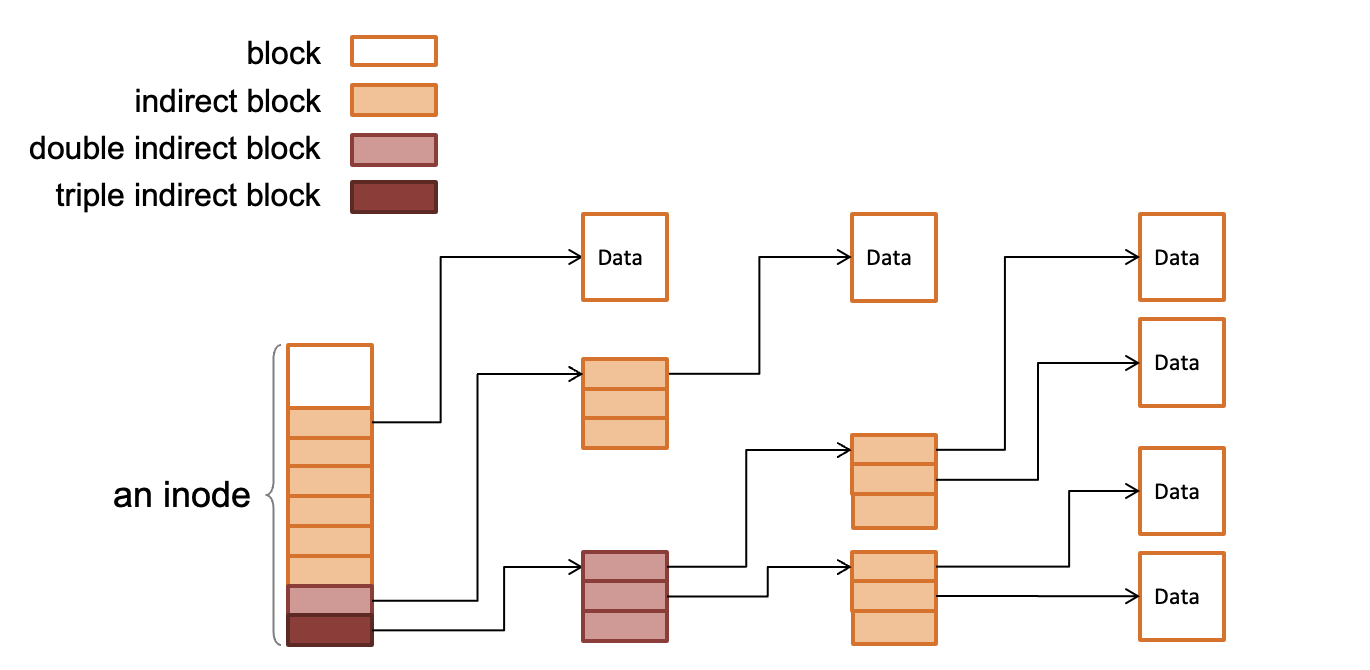 block
indirect block
double indirect block
triple indirect block
Data
Data
Data
Data
an inode
Data
Data